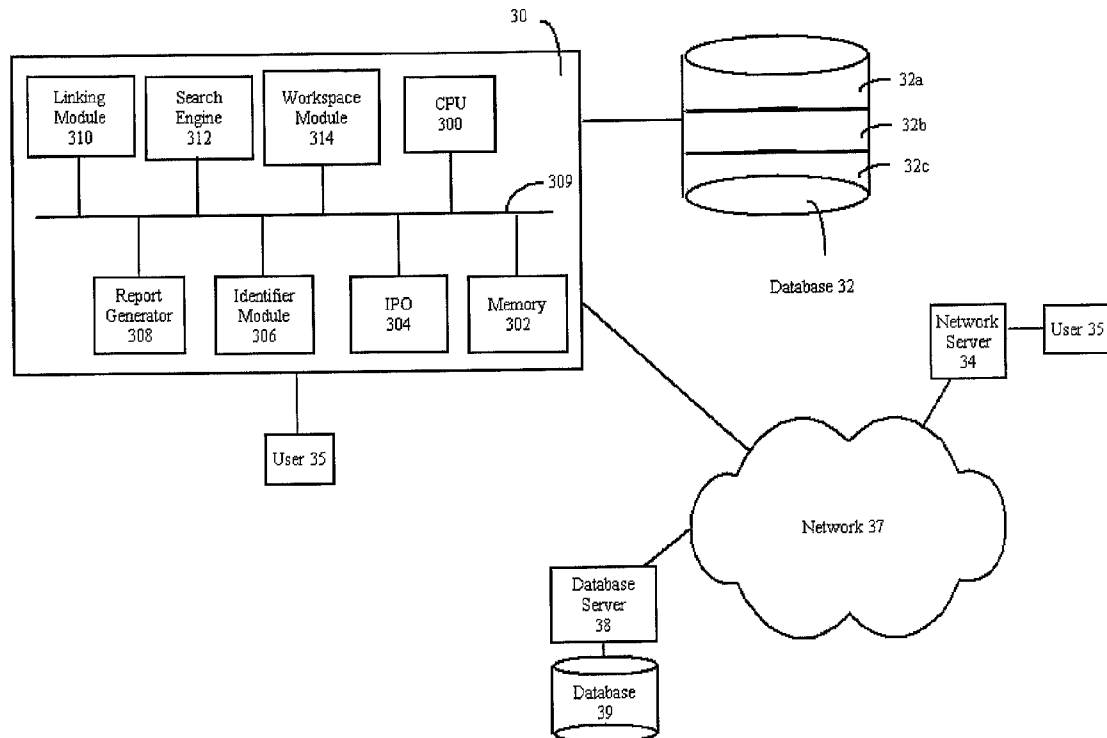 30
Linking
Module
310
Search
Engine
312
Workspace
Module
314
CPU
300
32a
32b
32c
309
Report
Generator
308
Identifier
Module
306
IPO
304
Memory
302
Database 32
Network
Server
34
User 35
User 35
Network 37
Database
Server
38
Database
39